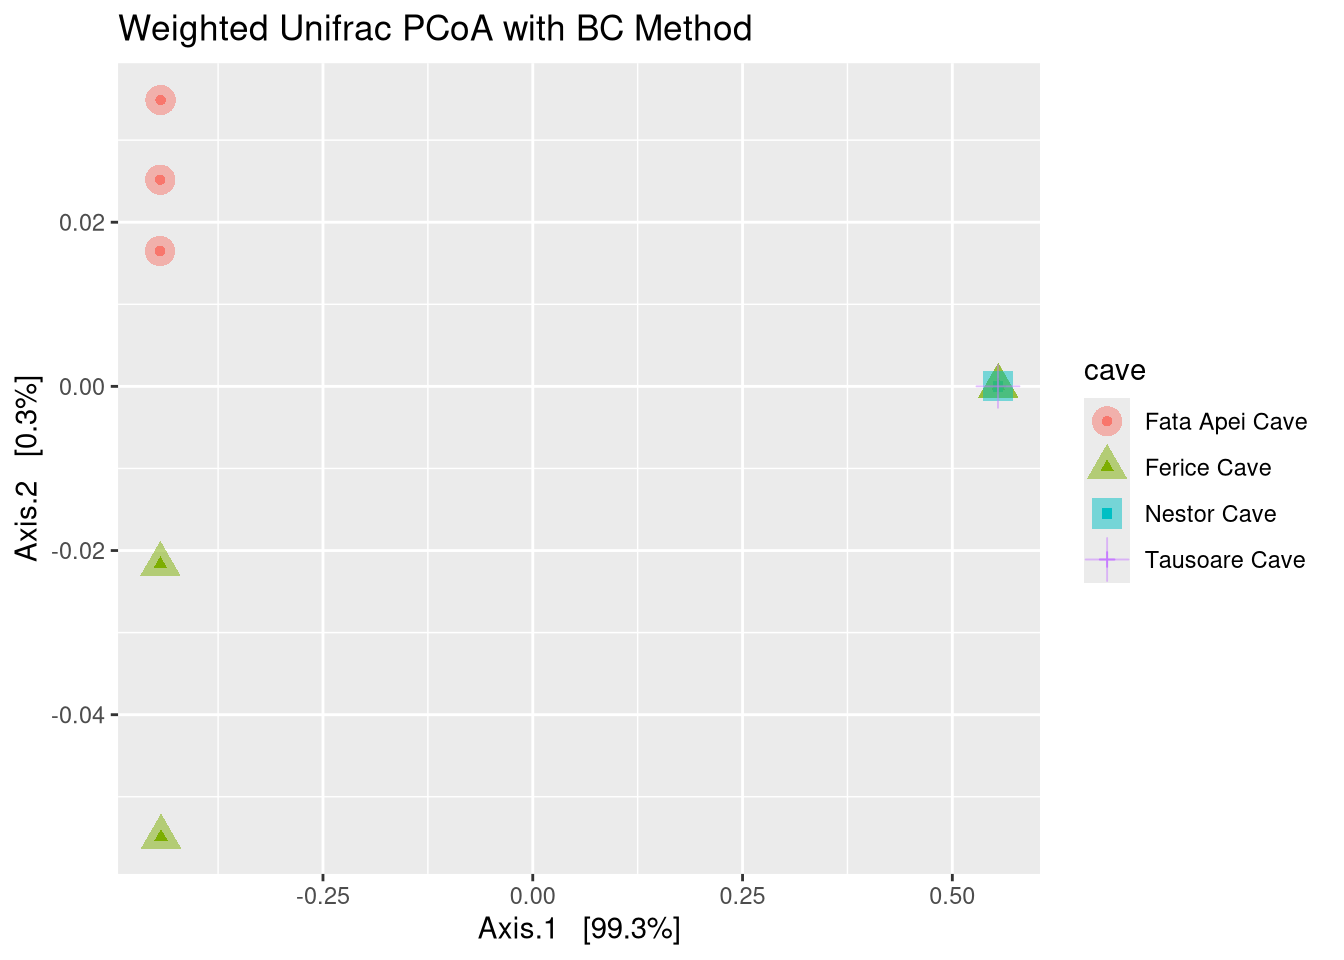 Weighted Unifrac PCoA with BC Method
0.02
0.00
-0.02
-0.04
Axis.2 [0.3%]
-0.25 0.00 0.25 0.50
Axis.1 [99.3%]
cave
Fata Apei Cave
Ferice Cave
Nestor Cave
Tausoare Cave